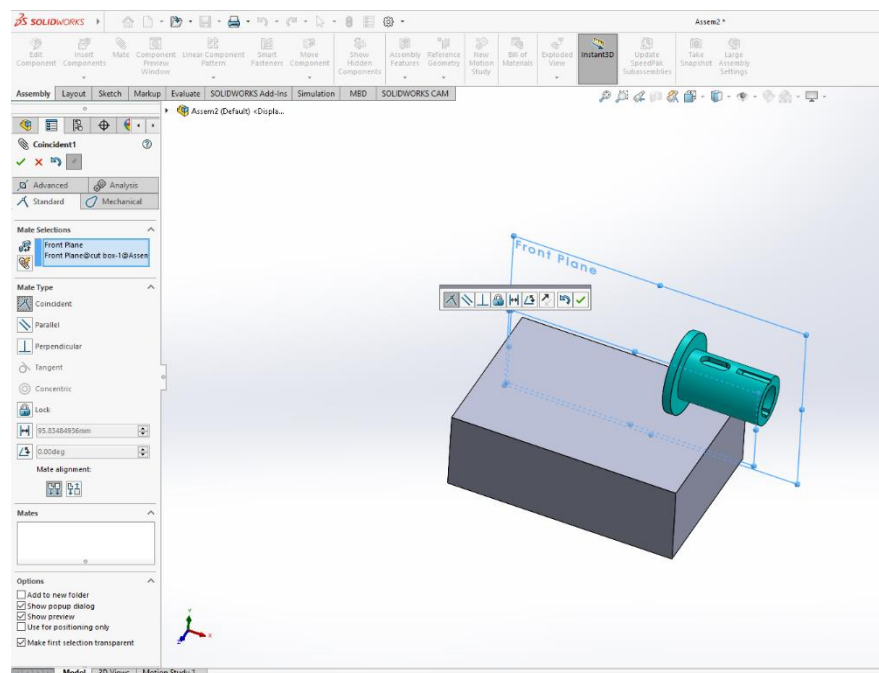 SOLIDWORKS
Assem2 *
Edit Component
Insert Components
Mate
Component Preview Window
Linear Component Pattern
Smart Fasteners
Move Component
Show Hidden Components
Assembly Features
Reference Geometry
New Motion Study
Bill of Materials
Exploded View
Instant3D
Update SpeedPak Subassemblies
Take Snapshot
Large Assembly Settings
Assembly Layout Sketch Markup Evaluate SOLIDWORKS Add-Ins Simulation MBD SOLIDWORKS CAM
Assem2 (Default) <Displa...
Coincident1
Advanced Analysis
Standard Mechanical
Mate Selections
Front Plane
Front Plane@cut box-1@Assen
Mate Type
Coincident
Parallel
Perpendicular
Tangent
Concentric
Lock
95.83484936mm
0.00deg
Mate alignment:
Mates
Options
Add to new folder
Show popup dialog
Show preview
Use for positioning only
Make first selection transparent
Front Plane
Y
X
Model 3D Views Motion Study 1